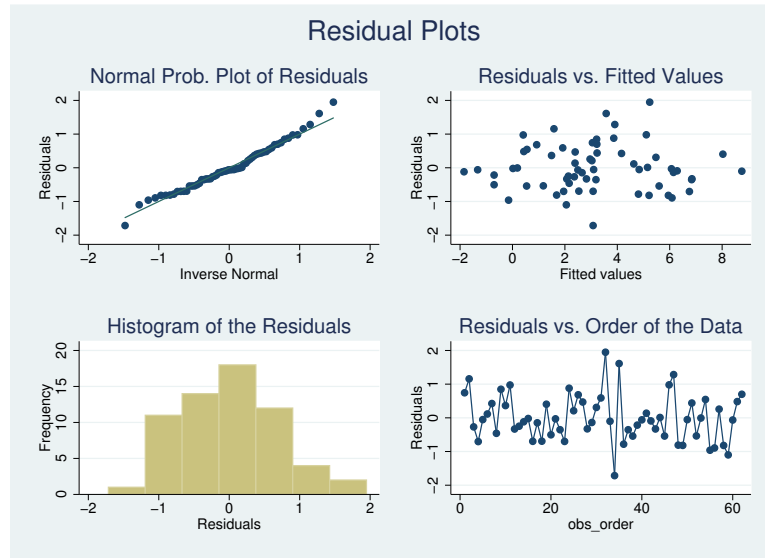 Residual Plots
Normal Prob. Plot of Residuals
Residuals
2
1
0
−1
−2
−2 −1 0 1 2
Inverse Normal
Residuals vs. Fitted Values
Residuals
2
1
0
−1
−2
−2 0 2 4 6 8
Fitted values
Histogram of the Residuals
Frequency
20
15
10
5
0
−2 −1 0 1 2
Residuals
Residuals vs. Order of the Data
Residuals
2
1
0
−1
−2
0 20 40 60
obs_order